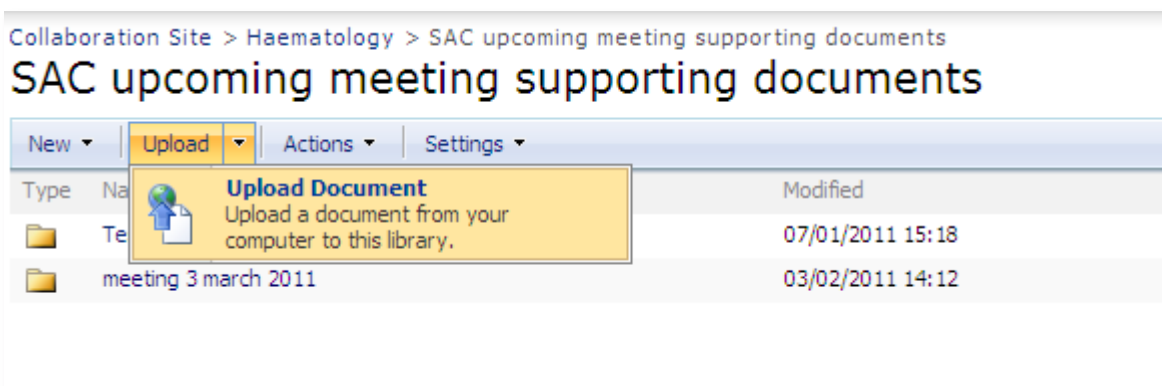 Collaboration Site > Haematology > SAC upcoming meeting supporting documents
SAC upcoming meeting supporting documents
New Upload Actions Settings
Type Na Modified
Upload Document
Upload a document from your
computer to this library.
Te 07/01/2011 15:18
meeting 3 march 2011 03/02/2011 14:12